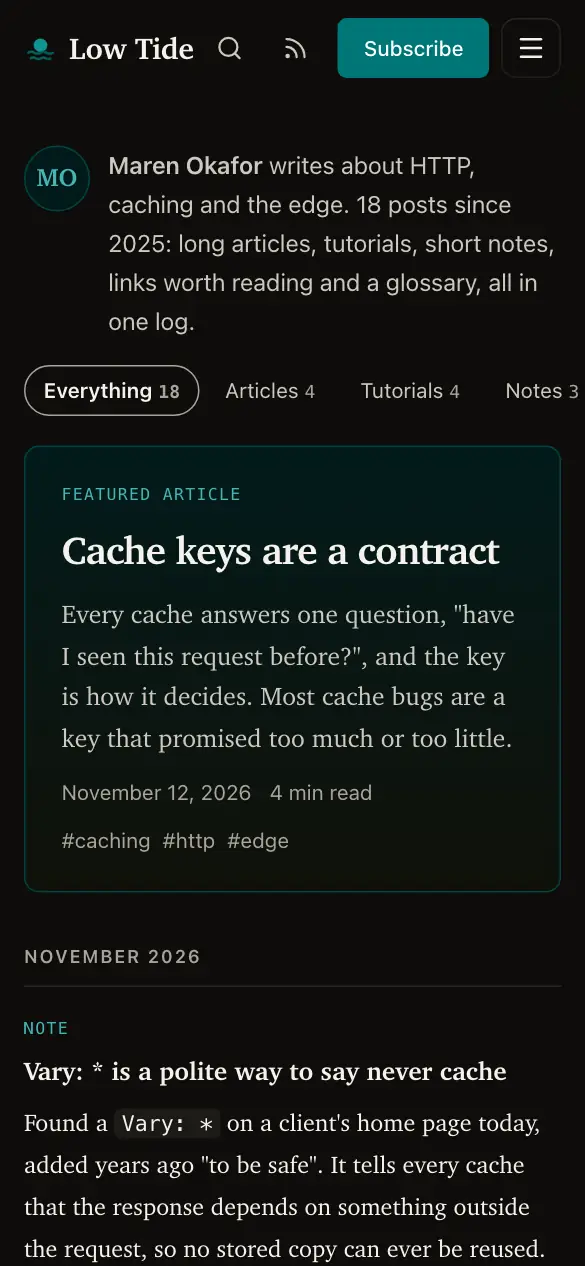 Low Tide
Subscribe
MO
Maren Okafor writes about HTTP,
caching and the edge. 18 posts since
2025: long articles, tutorials, short notes,
links worth reading and a glossary, all in
one log.
Everything 18 Articles 4 Tutorials 4 Notes 3
FEATURED ARTICLE
Cache keys are a contract
Every cache answers one question, "have
I seen this request before?", and the key
is how it decides. Most cache bugs are a
key that promised too much or too little.
November 12, 2026 4 min read
#caching #http #edge
NOVEMBER 2026
NOTE
Vary: * is a polite way to say never cache
Found a Vary: * on a client's home page today,
added years ago "to be safe". It tells every cache
that the response depends on something outside
the request, so no stored copy can ever be reused.